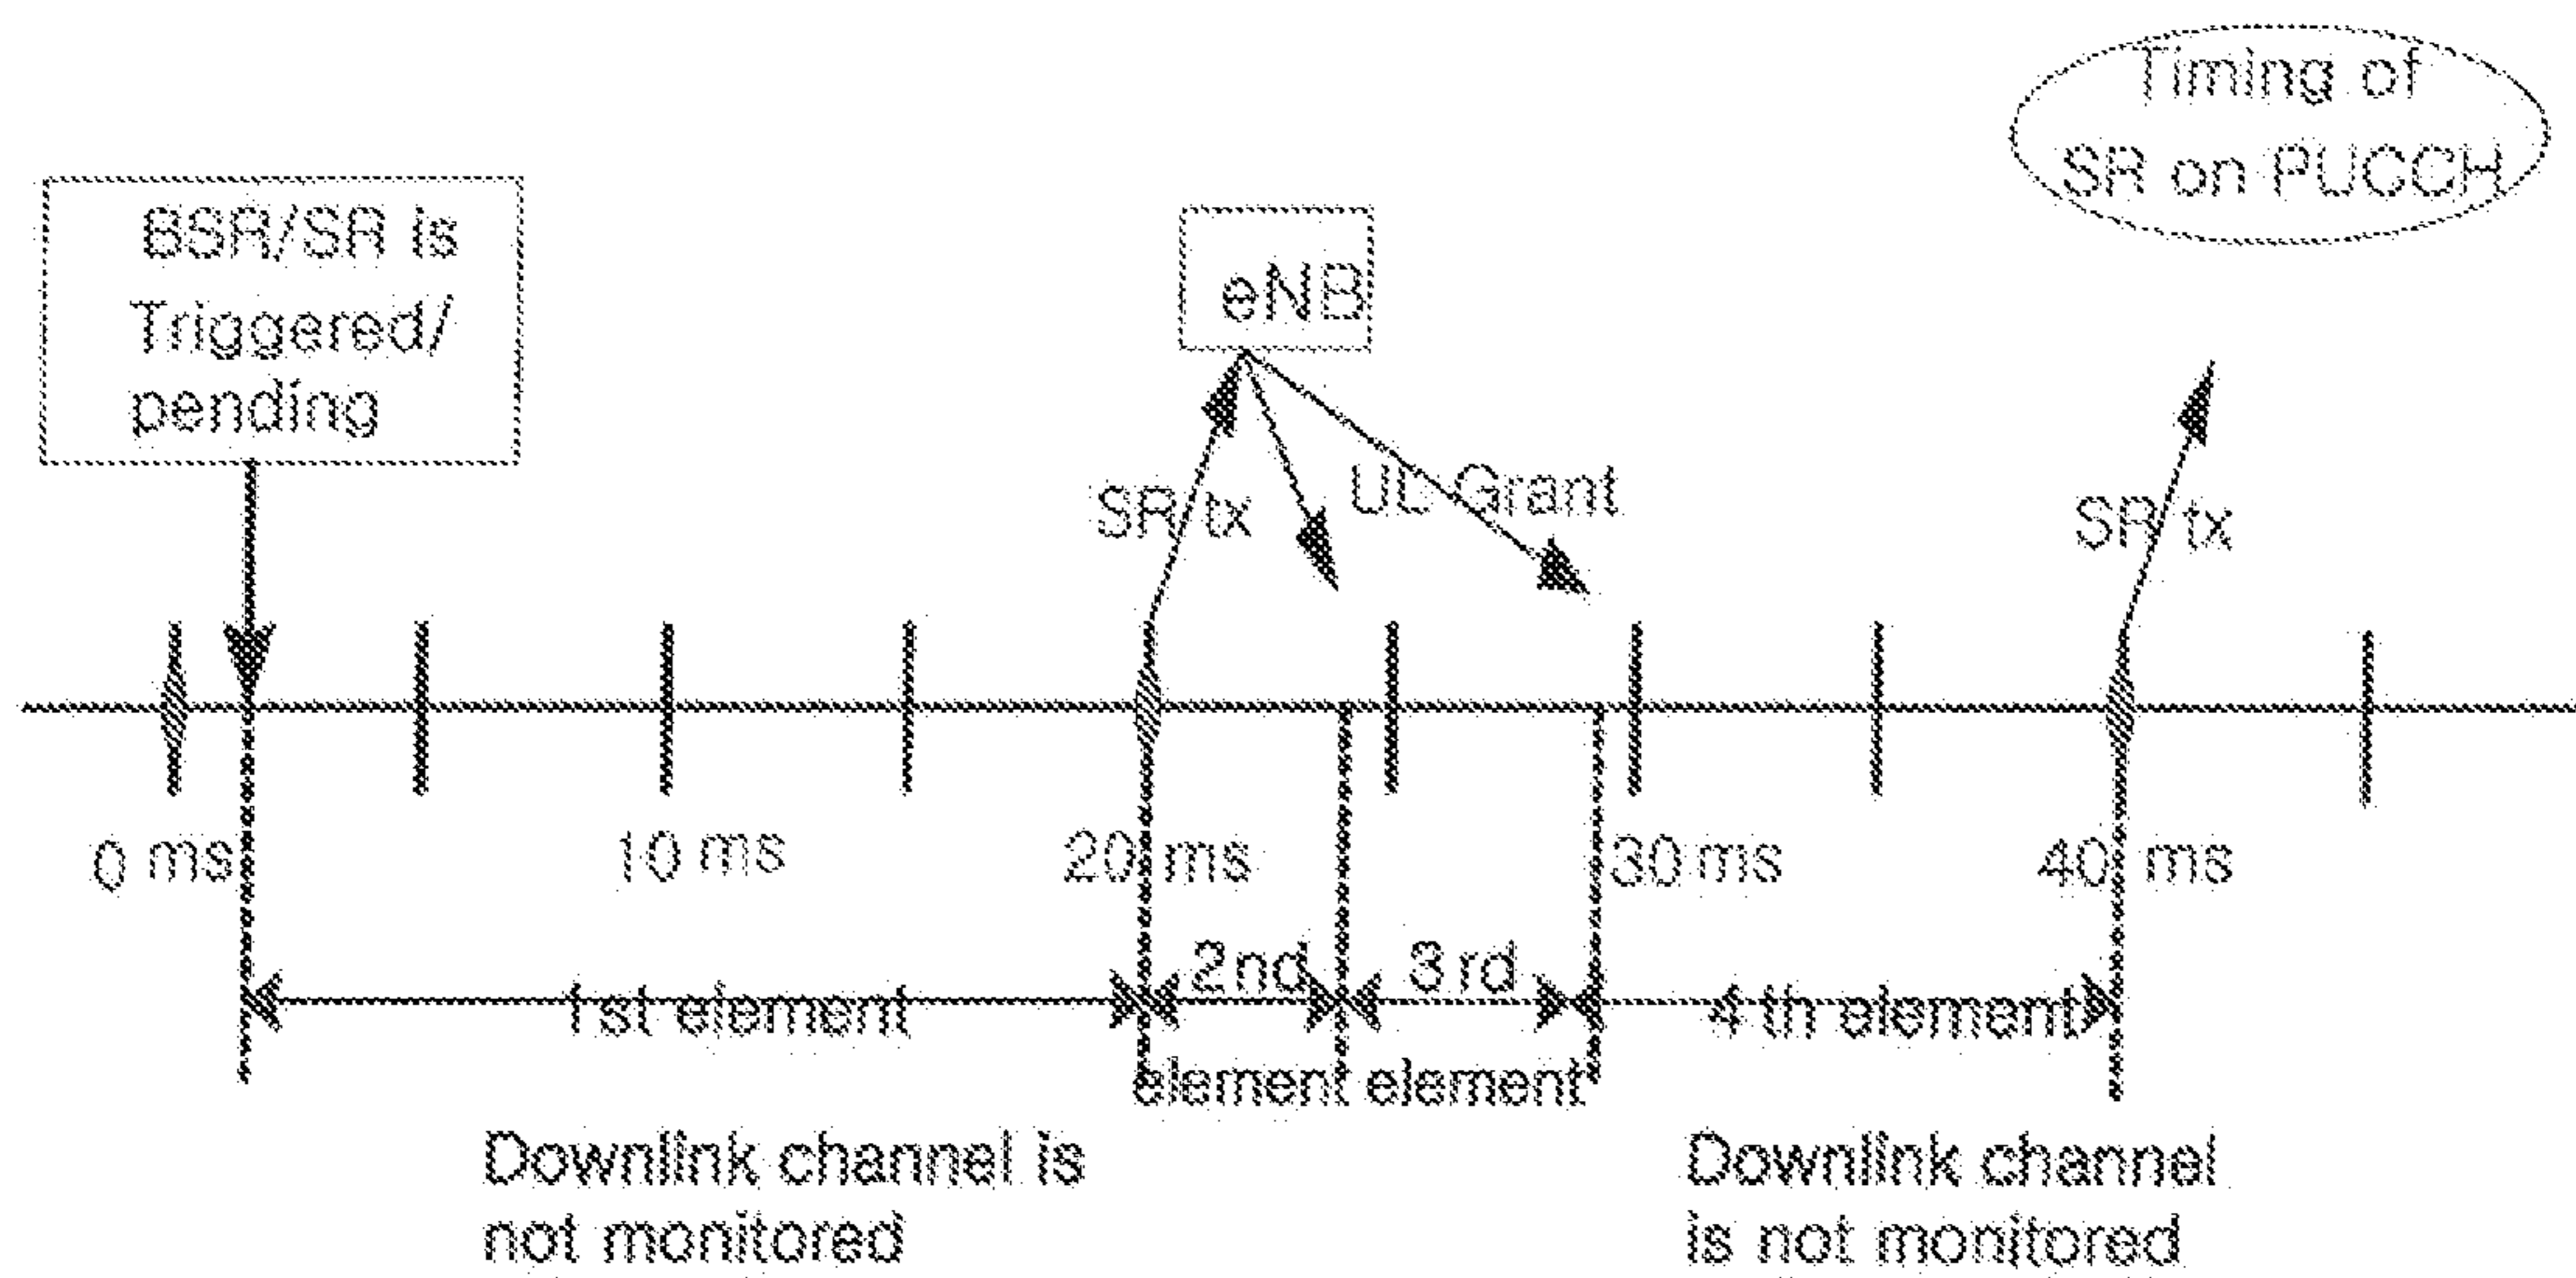 Timing of
SR on PUCCH
BSR/SR is
Triggered/
pending
eNB
SR tx
UL Grant
SR tx
0 ms
10 ms
20 ms
30 ms
40 ms
1st element
2nd
element
3rd
element
4th element
Downlink channel is
not monitored
Downlink channel
is not monitored